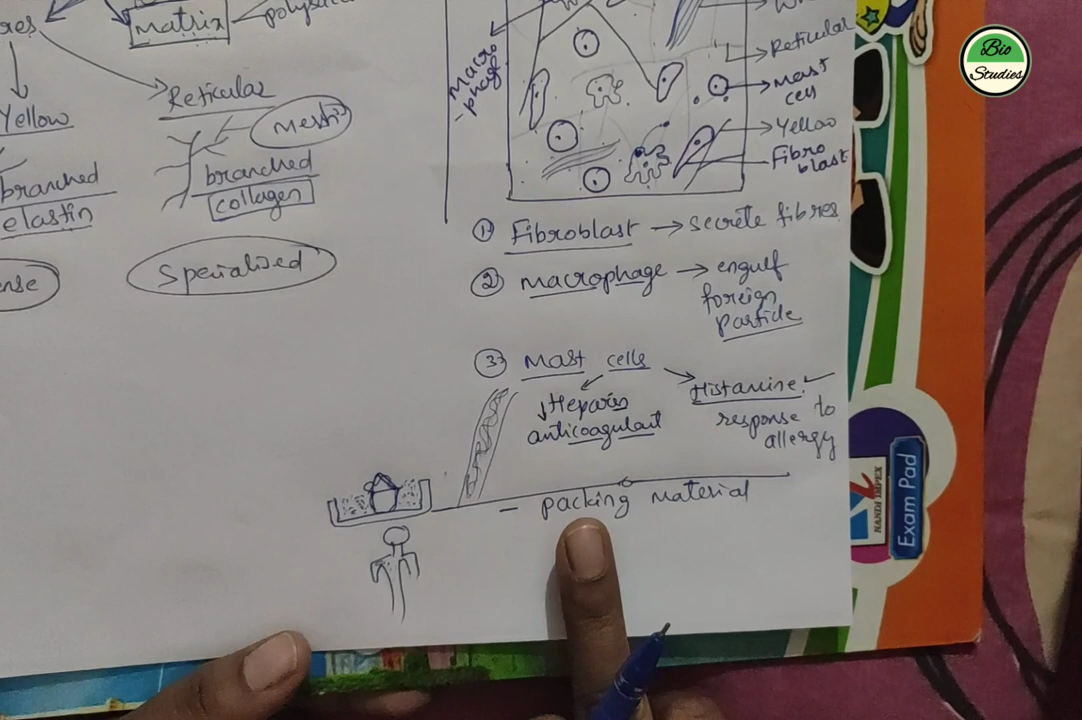 res
Matrix
Yellow
branched
elastin
Reticular
branched
collagen
Specialised
Macro
-phage
Reticular
Mast
cell
Yellow
Fibro
blast
① Fibroblast → secrete fibres
② Macrophage → engulf
foreign
particle
③ Mast cells
Heparin
anticoagulant
Histamine
response to
allergy
- packing material
Bio
Studies
NANDI IMPEX
Exam Pad